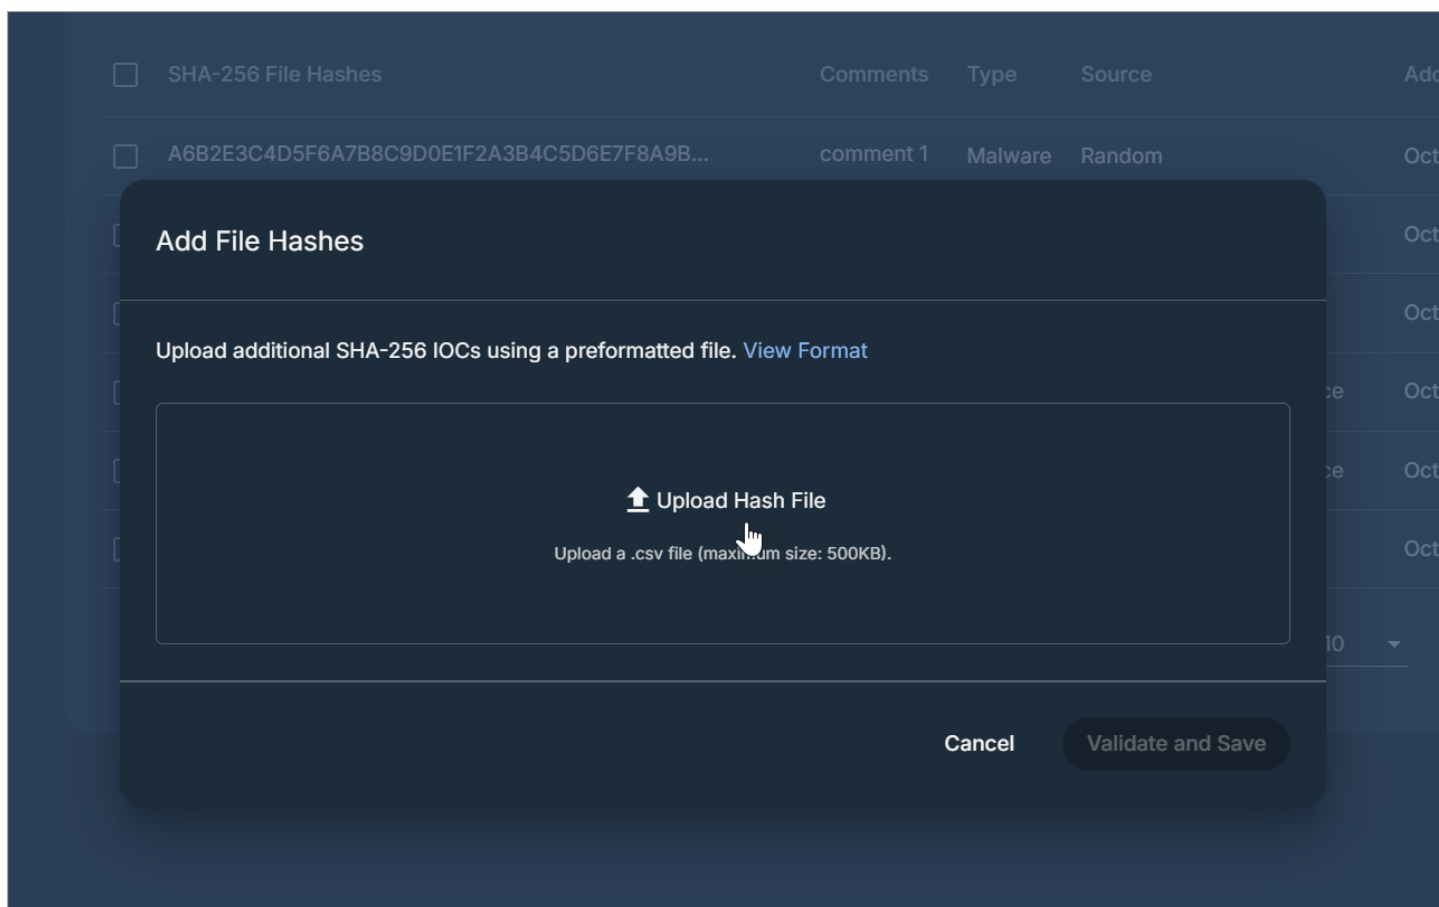 SHA-256 File Hashes Comments Type Source
A6B2E3C4D5F6A7B8C9D0E1F2A3B4C5D6E7F8A9B... comment 1 Malware Random Oct
Add File Hashes
Oct
Oct
Upload additional SHA-256 IOCs using a preformatted file. View Format
Oct
Upload Hash File
Oct
Upload a .csv file (maximum size: 500KB).
Oct
10
Cancel Validate and Save